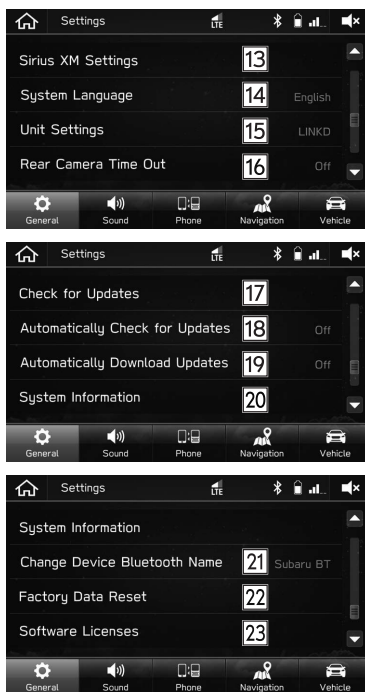 Settings LTE
Sirius XM Settings 13
System Language 14 English
Unit Settings 15 LINKD
Rear Camera Time Out 16 Off
General Sound Phone Navigation Vehicle
Settings LTE
Check for Updates 17
Automatically Check for Updates 18 Off
Automatically Download Updates 19 Off
System Information 20
General Sound Phone Navigation Vehicle
Settings LTE
System Information
Change Device Bluetooth Name 21 Subaru BT
Factory Data Reset 22
Software Licenses 23
General Sound Phone Navigation Vehicle